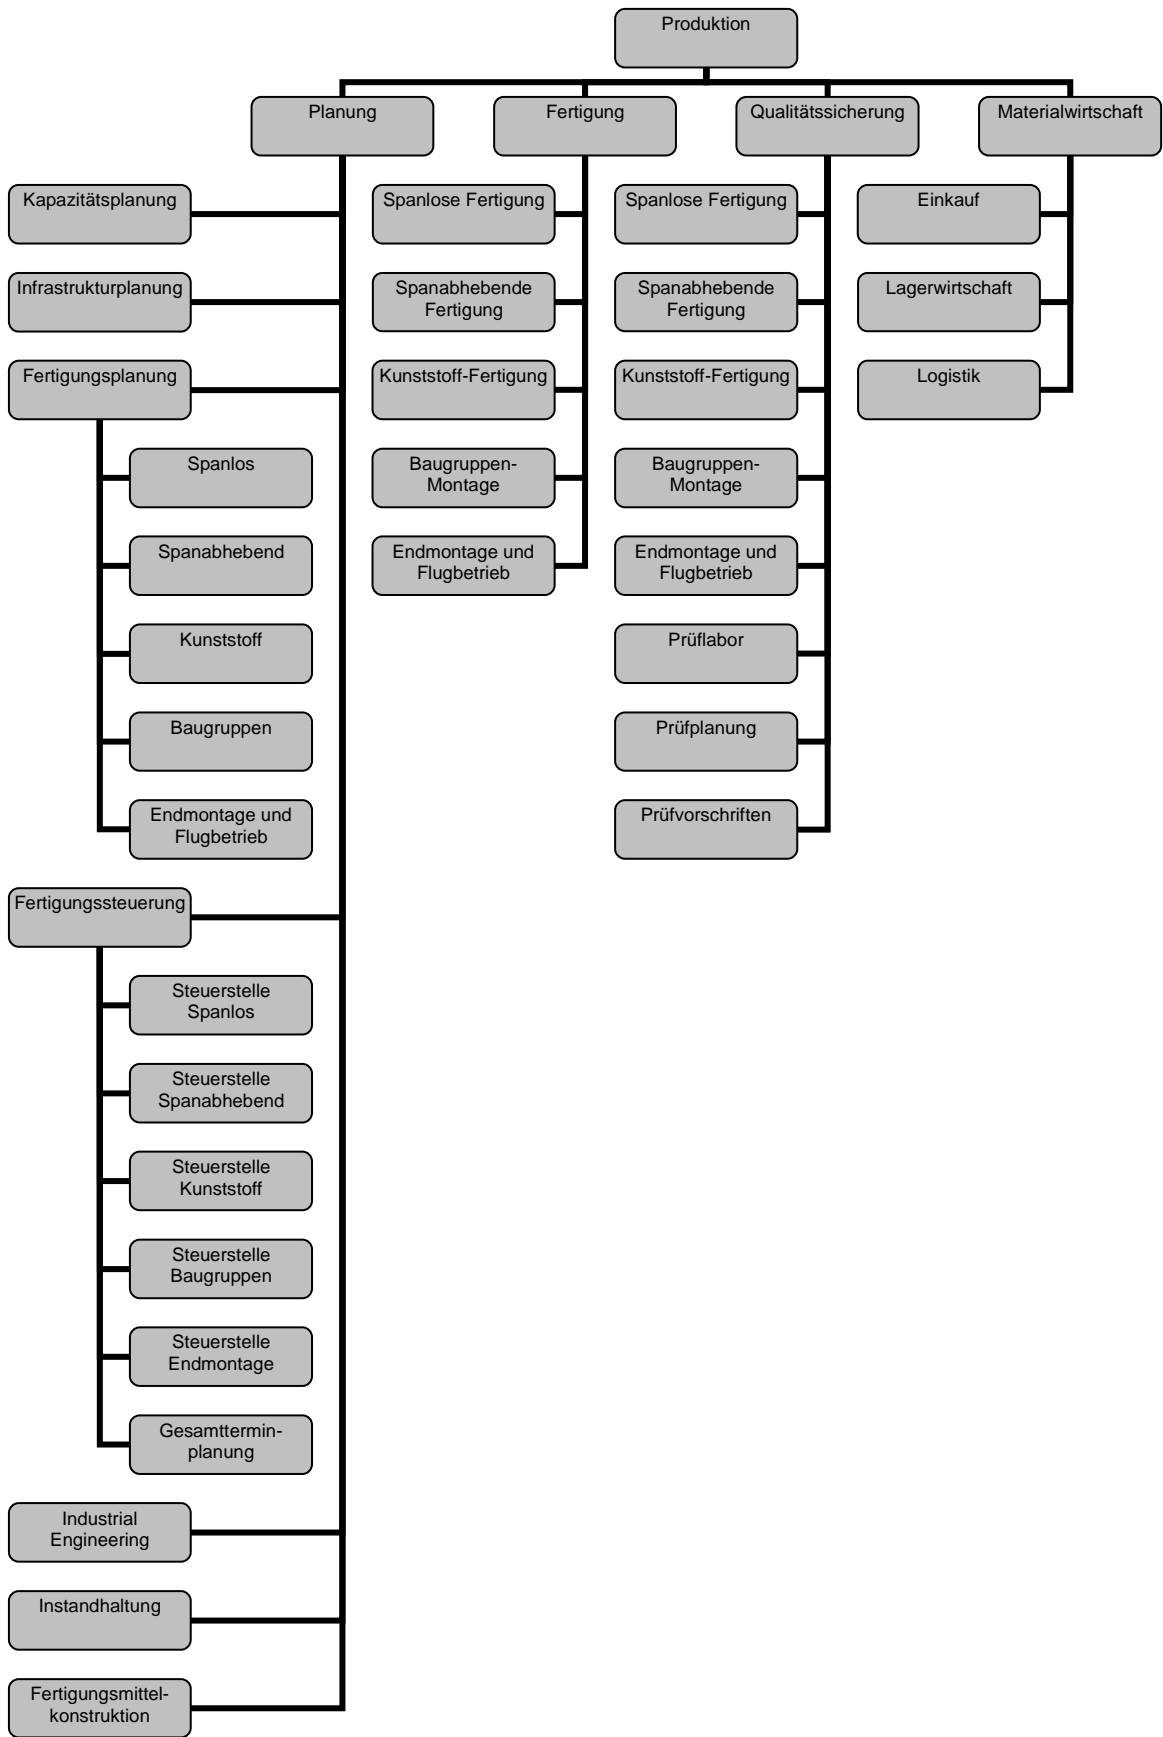 Produktion
Planung
Fertigung
Qualitätssicherung
Materialwirtschaft
Kapazitätsplanung
Spanlose Fertigung
Spanlose Fertigung
Einkauf
Infrastrukturplanung
Spanabhebende
Fertigung
Spanabhebende
Fertigung
Lagerwirtschaft
Fertigungsplanung
Kunststoff-Fertigung
Kunststoff-Fertigung
Logistik
Spanlos
Baugruppen-
Montage
Baugruppen-
Montage
Spanabhebend
Endmontage und
Flugbetrieb
Endmontage und
Flugbetrieb
Kunststoff
Prüflabor
Baugruppen
Prüfplanung
Endmontage und
Flugbetrieb
Prüfvorschriften
Fertigungssteuerung
Steuerstelle
Spanlos
Steuerstelle
Spanabhebend
Steuerstelle
Kunststoff
Steuerstelle
Baugruppen
Steuerstelle
Endmontage
Gesamttermin-
planung
Industrial
Engineering
Instandhaltung
Fertigungsmittel-
konstruktion